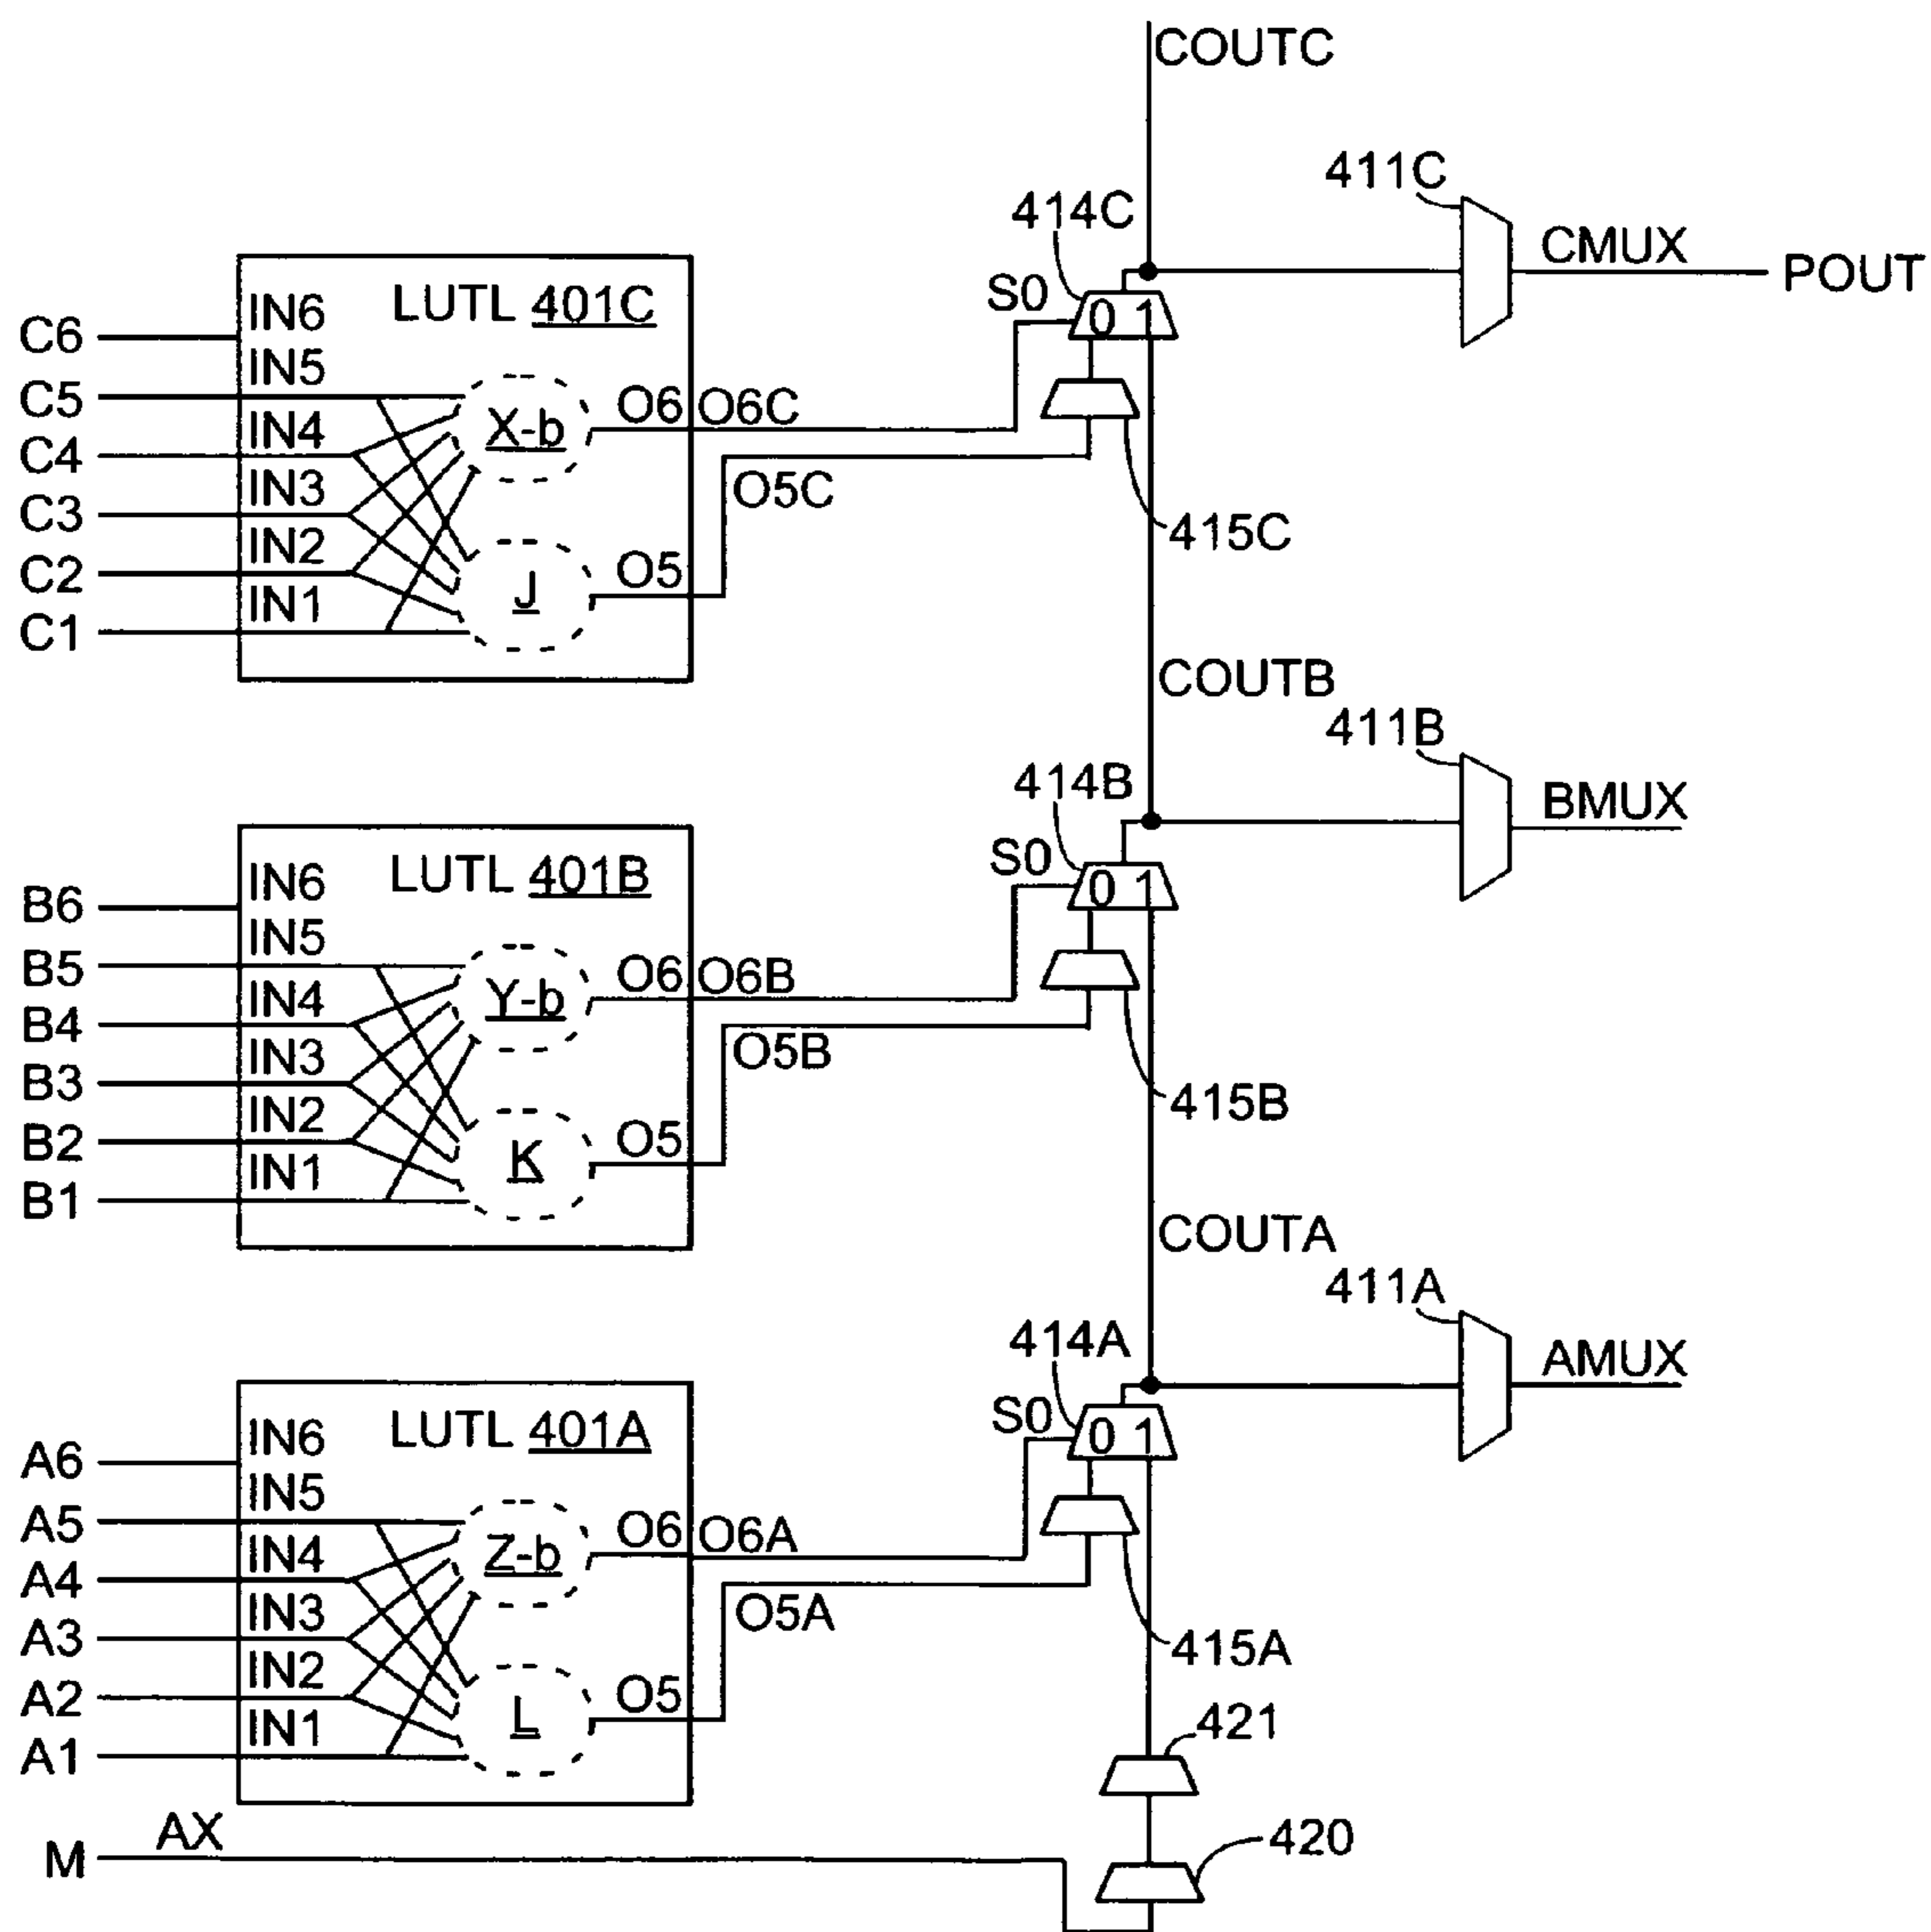 COUTC
411C
414C
CMUX
POUT
S0
0 1
LUTL 401C
IN6
C6
IN5
C5
X-b
O6 O6C
IN4
C4
IN3
C3
O5C
415C
IN2
C2
J
O5
IN1
C1
COUTB
411B
414B
BMUX
S0
0 1
LUTL 401B
IN6
B6
IN5
B5
Y-b
O6 O6B
IN4
B4
IN3
B3
O5B
415B
IN2
B2
K
O5
IN1
B1
COUTA
411A
414A
AMUX
S0
0 1
LUTL 401A
IN6
A6
IN5
A5
Z-b
O6 O6A
IN4
A4
IN3
A3
O5A
415A
IN2
A2
L
O5
IN1
A1
421
AX
M
420